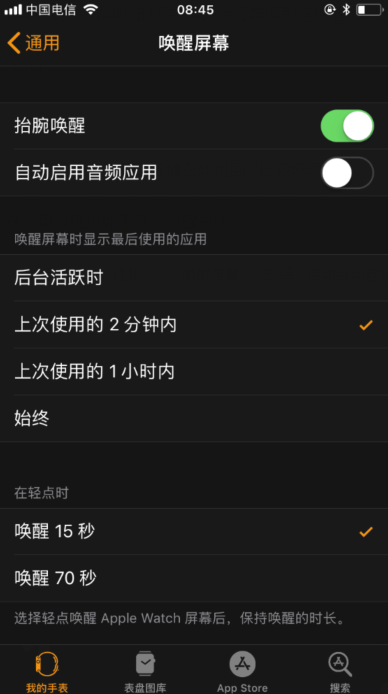 中国电信 08:45
通用 唤醒屏幕
抬腕唤醒
自动启用音频应用
唤醒屏幕时显示最后使用的应用
后台活跃时
上次使用的 2 分钟内
上次使用的 1 小时内
始终
在轻点时
唤醒 15 秒
唤醒 70 秒
选择轻点唤醒 Apple Watch 屏幕后，保持唤醒的时长。
我的手表 表盘图库 App Store 搜索